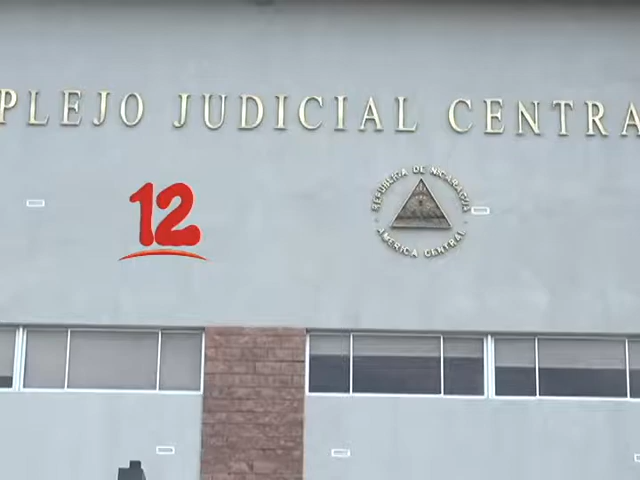 PLEJO JUDICIAL CENTRA
12
REPUBLICA DE NICARAGUA
AMERICA CENTRAL